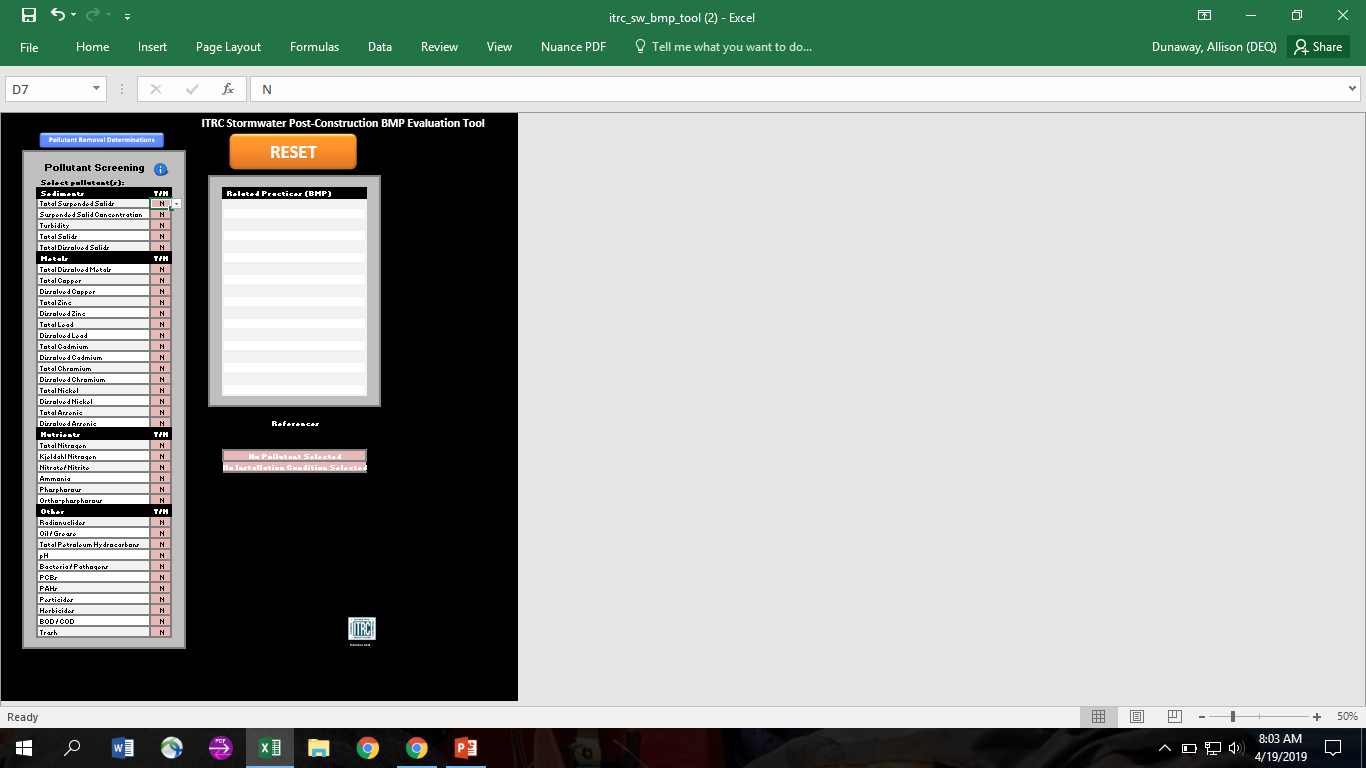 itrc_sw_bmp_tool (2) - Excel
File Home Insert Page Layout Formulas Data Review View Nuance PDF Tell me what you want to do... Dunaway, Allison (DEQ) Share
D7 fx N
ITRC Stormwater Post-Construction BMP Evaluation Tool
Pollutant Removal Determinations
RESET
Pollutant Screening
Select pollutant(s):
Sediments Y/N
Total Suspended Solids N
Suspended Solid Concentration N
Turbidity N
Total Solids N
Total Dissolved Solids N
Metals Y/N
Total Dissolved Metals N
Total Copper N
Dissolved Copper N
Total Zinc N
Dissolved Zinc N
Total Lead N
Dissolved Lead N
Total Cadmium N
Dissolved Cadmium N
Total Chromium N
Dissolved Chromium N
Total Nickel N
Dissolved Nickel N
Total Arsenic N
Dissolved Arsenic N
Nutrients Y/N
Total Nitrogen N
Kjeldahl Nitrogen N
Nitrate/Nitrite N
Ammonia N
Phosphorous N
Ortho-phosphorous N
Other Y/N
Radionuclides N
Oil / Grease N
Total Petroleum Hydrocarbons N
pH N
Bacteria / Pathogens N
PCBs N
PAHs N
Pesticides N
Herbicides N
BOD / COD N
Trash N
Related Practices (BMP)
References
No Pollutant Selected
No Installation Condition Selected
ITRC
Ready 50%
8:03 AM
4/19/2019